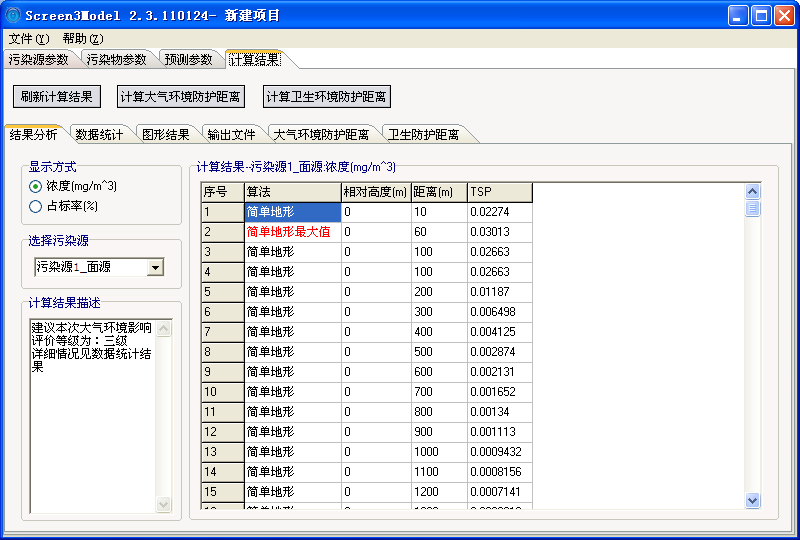 Screen3Model 2.3.110124- 新建项目
文件(Y) 帮助(Z)
污染源参数 污染物参数 预测参数 计算结果
刷新计算结果 计算大气环境防护距离 计算卫生环境防护距离
结果分析 数据统计 图形结果 输出文件 大气环境防护距离 卫生防护距离
显示方式
浓度(mg/m^3)
占标率(%)
选择污染源
污染源1_面源
计算结果描述
建议本次大气环境影响
评价等级为：三级
详细情况见数据统计结
果
计算结果--污染源1_面源:浓度(mg/m^3)
序号 算法 相对高度(m) 距离(m) TSP
1 简单地形 0 10 0.02274
2 简单地形最大值 0 60 0.03013
3 简单地形 0 100 0.02663
4 简单地形 0 100 0.02663
5 简单地形 0 200 0.01187
6 简单地形 0 300 0.006498
7 简单地形 0 400 0.004125
8 简单地形 0 500 0.002874
9 简单地形 0 600 0.002131
10 简单地形 0 700 0.001652
11 简单地形 0 800 0.00134
12 简单地形 0 900 0.001113
13 简单地形 0 1000 0.0009432
14 简单地形 0 1100 0.0008156
15 简单地形 0 1200 0.0007141